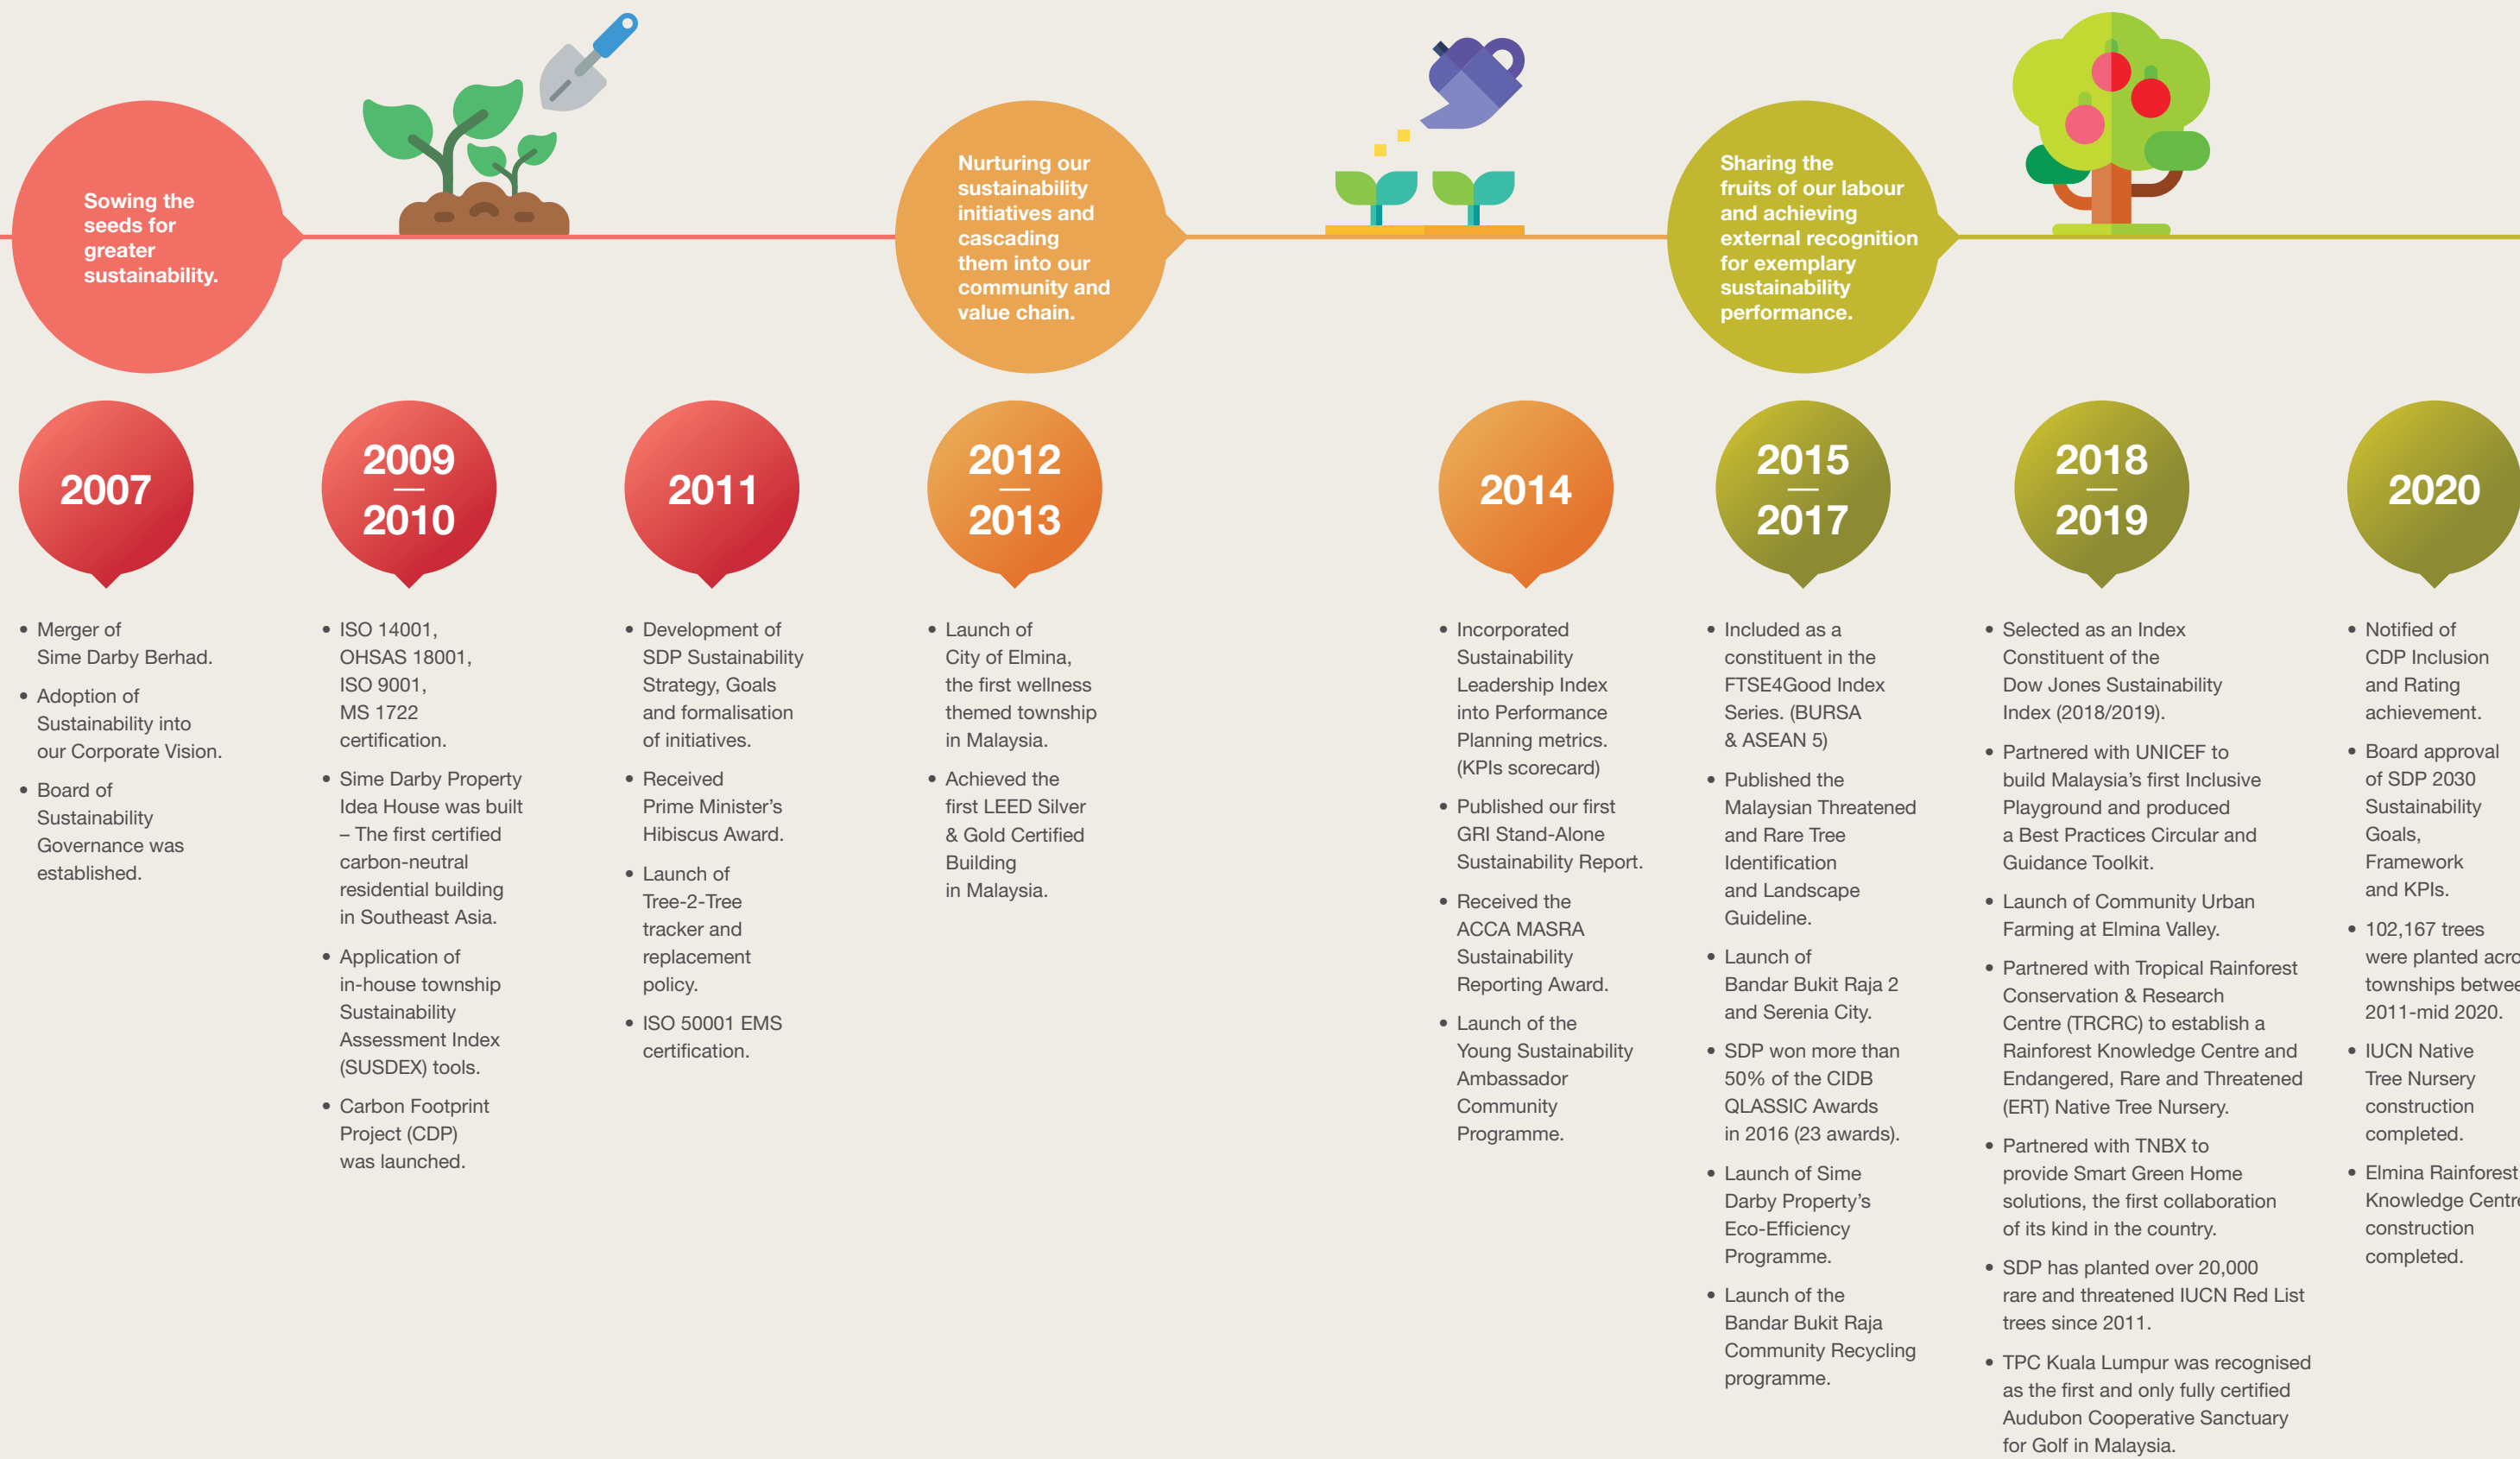 Sowing the
seeds for
greater
sustainability.
Nurturing our
sustainability
initiatives and
cascading
them into our
community and
value chain.
Sharing the
fruits of our labour
and achieving
external recognition
for exemplary
sustainability
performance.
2007
• Merger of
Sime Darby Berhad.
• Adoption of
Sustainability into
our Corporate Vision.
• Board of
Sustainability
Governance was
established.
2009
2010
• ISO 14001,
OHSAS 18001,
ISO 9001,
MS 1722
certification.
• Sime Darby Property
Idea House was built
– The first certified
carbon-neutral
residential building
in Southeast Asia.
• Application of
in-house township
Sustainability
Assessment Index
(SUSDEX) tools.
• Carbon Footprint
Project (CDP)
was launched.
2011
• Development of
SDP Sustainability
Strategy, Goals
and formalisation
of initiatives.
• Received
Prime Minister’s
Hibiscus Award.
• Launch of
Tree-2-Tree
tracker and
replacement
policy.
• ISO 50001 EMS
certification.
2012
2013
• Launch of
City of Elmina,
the first wellness
themed township
in Malaysia.
• Achieved the
first LEED Silver
& Gold Certified
Building
in Malaysia.
2014
• Incorporated
Sustainability
Leadership Index
into Performance
Planning metrics.
(KPIs scorecard)
• Published our first
GRI Stand-Alone
Sustainability Report.
• Received the
ACCA MASRA
Sustainability
Reporting Award.
• Launch of the
Young Sustainability
Ambassador
Community
Programme.
2015
2017
• Included as a
constituent in the
FTSE4Good Index
Series. (BURSA
& ASEAN 5)
• Published the
Malaysian Threatened
and Rare Tree
Identification
and Landscape
Guideline.
• Launch of
Bandar Bukit Raja 2
and Serenia City.
• SDP won more than
50% of the CIDB
QLASSIC Awards
in 2016 (23 awards).
• Launch of Sime
Darby Property’s
Eco-Efficiency
Programme.
• Launch of the
Bandar Bukit Raja
Community Recycling
programme.
2018
2019
• Selected as an Index
Constituent of the
Dow Jones Sustainability
Index (2018/2019).
• Partnered with UNICEF to
build Malaysia’s first Inclusive
Playground and produced
a Best Practices Circular and
Guidance Toolkit.
• Launch of Community Urban
Farming at Elmina Valley.
• Partnered with Tropical Rainforest
Conservation & Research
Centre (TRCRC) to establish a
Rainforest Knowledge Centre and
Endangered, Rare and Threatened
(ERT) Native Tree Nursery.
• Partnered with TNBX to
provide Smart Green Home
solutions, the first collaboration
of its kind in the country.
• SDP has planted over 20,000
rare and threatened IUCN Red List
trees since 2011.
• TPC Kuala Lumpur was recognised
as the first and only fully certified
Audubon Cooperative Sanctuary
for Golf in Malaysia.
2020
• Notified of
CDP Inclusion
and Rating
achievement.
• Board approval
of SDP 2030
Sustainability
Goals,
Framework
and KPIs.
• 102,167 trees
were planted
townships
2011-mid 2020.
• IUCN Native
Tree Nursery
construction
completed.
• Elmina Rainforest
Knowledge
construction
completed.